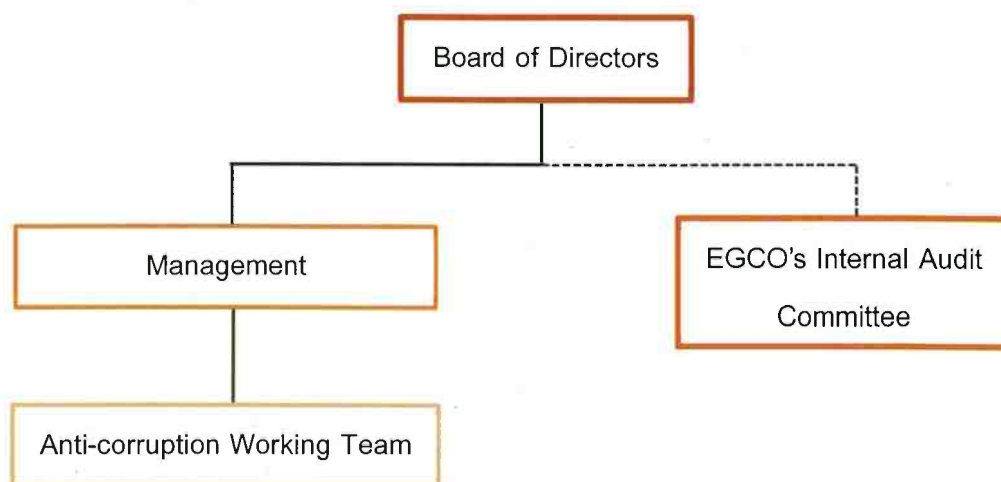 Board of Directors
Management
EGCO's Internal Audit
Committee
Anti-corruption Working Team